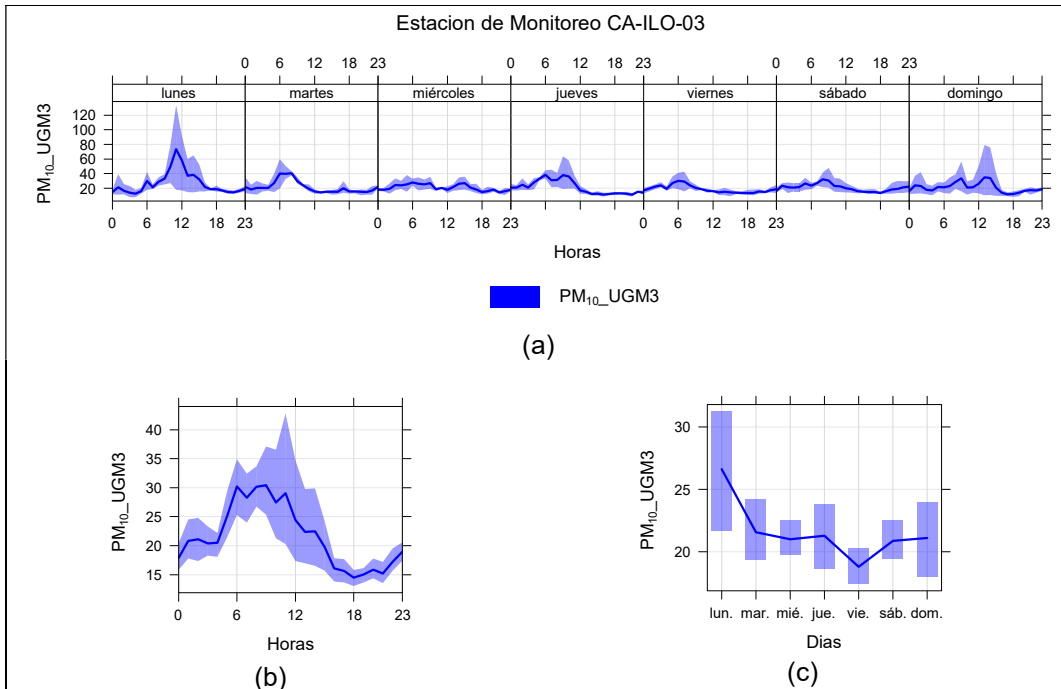 Estacion de Monitoreo CA-ILO-03
0 6 12 18 23 0 6 12 18 23 0 6 12 18 23
lunes martes miércoles jueves viernes sábado domingo
PM₁₀_UGM3
120
100
80
60
40
20
0 6 12 18 23 0 6 12 18 23 0 6 12 18 23 0 6 12 18 23
Horas
PM₁₀_UGM3
(a)
PM₁₀_UGM3
40
35
30
25
20
15
0 6 12 18 23
Horas
(b)
PM₁₀_UGM3
30
25
20
lun. mar. mié. jue. vie. sáb. dom.
Dias
(c)